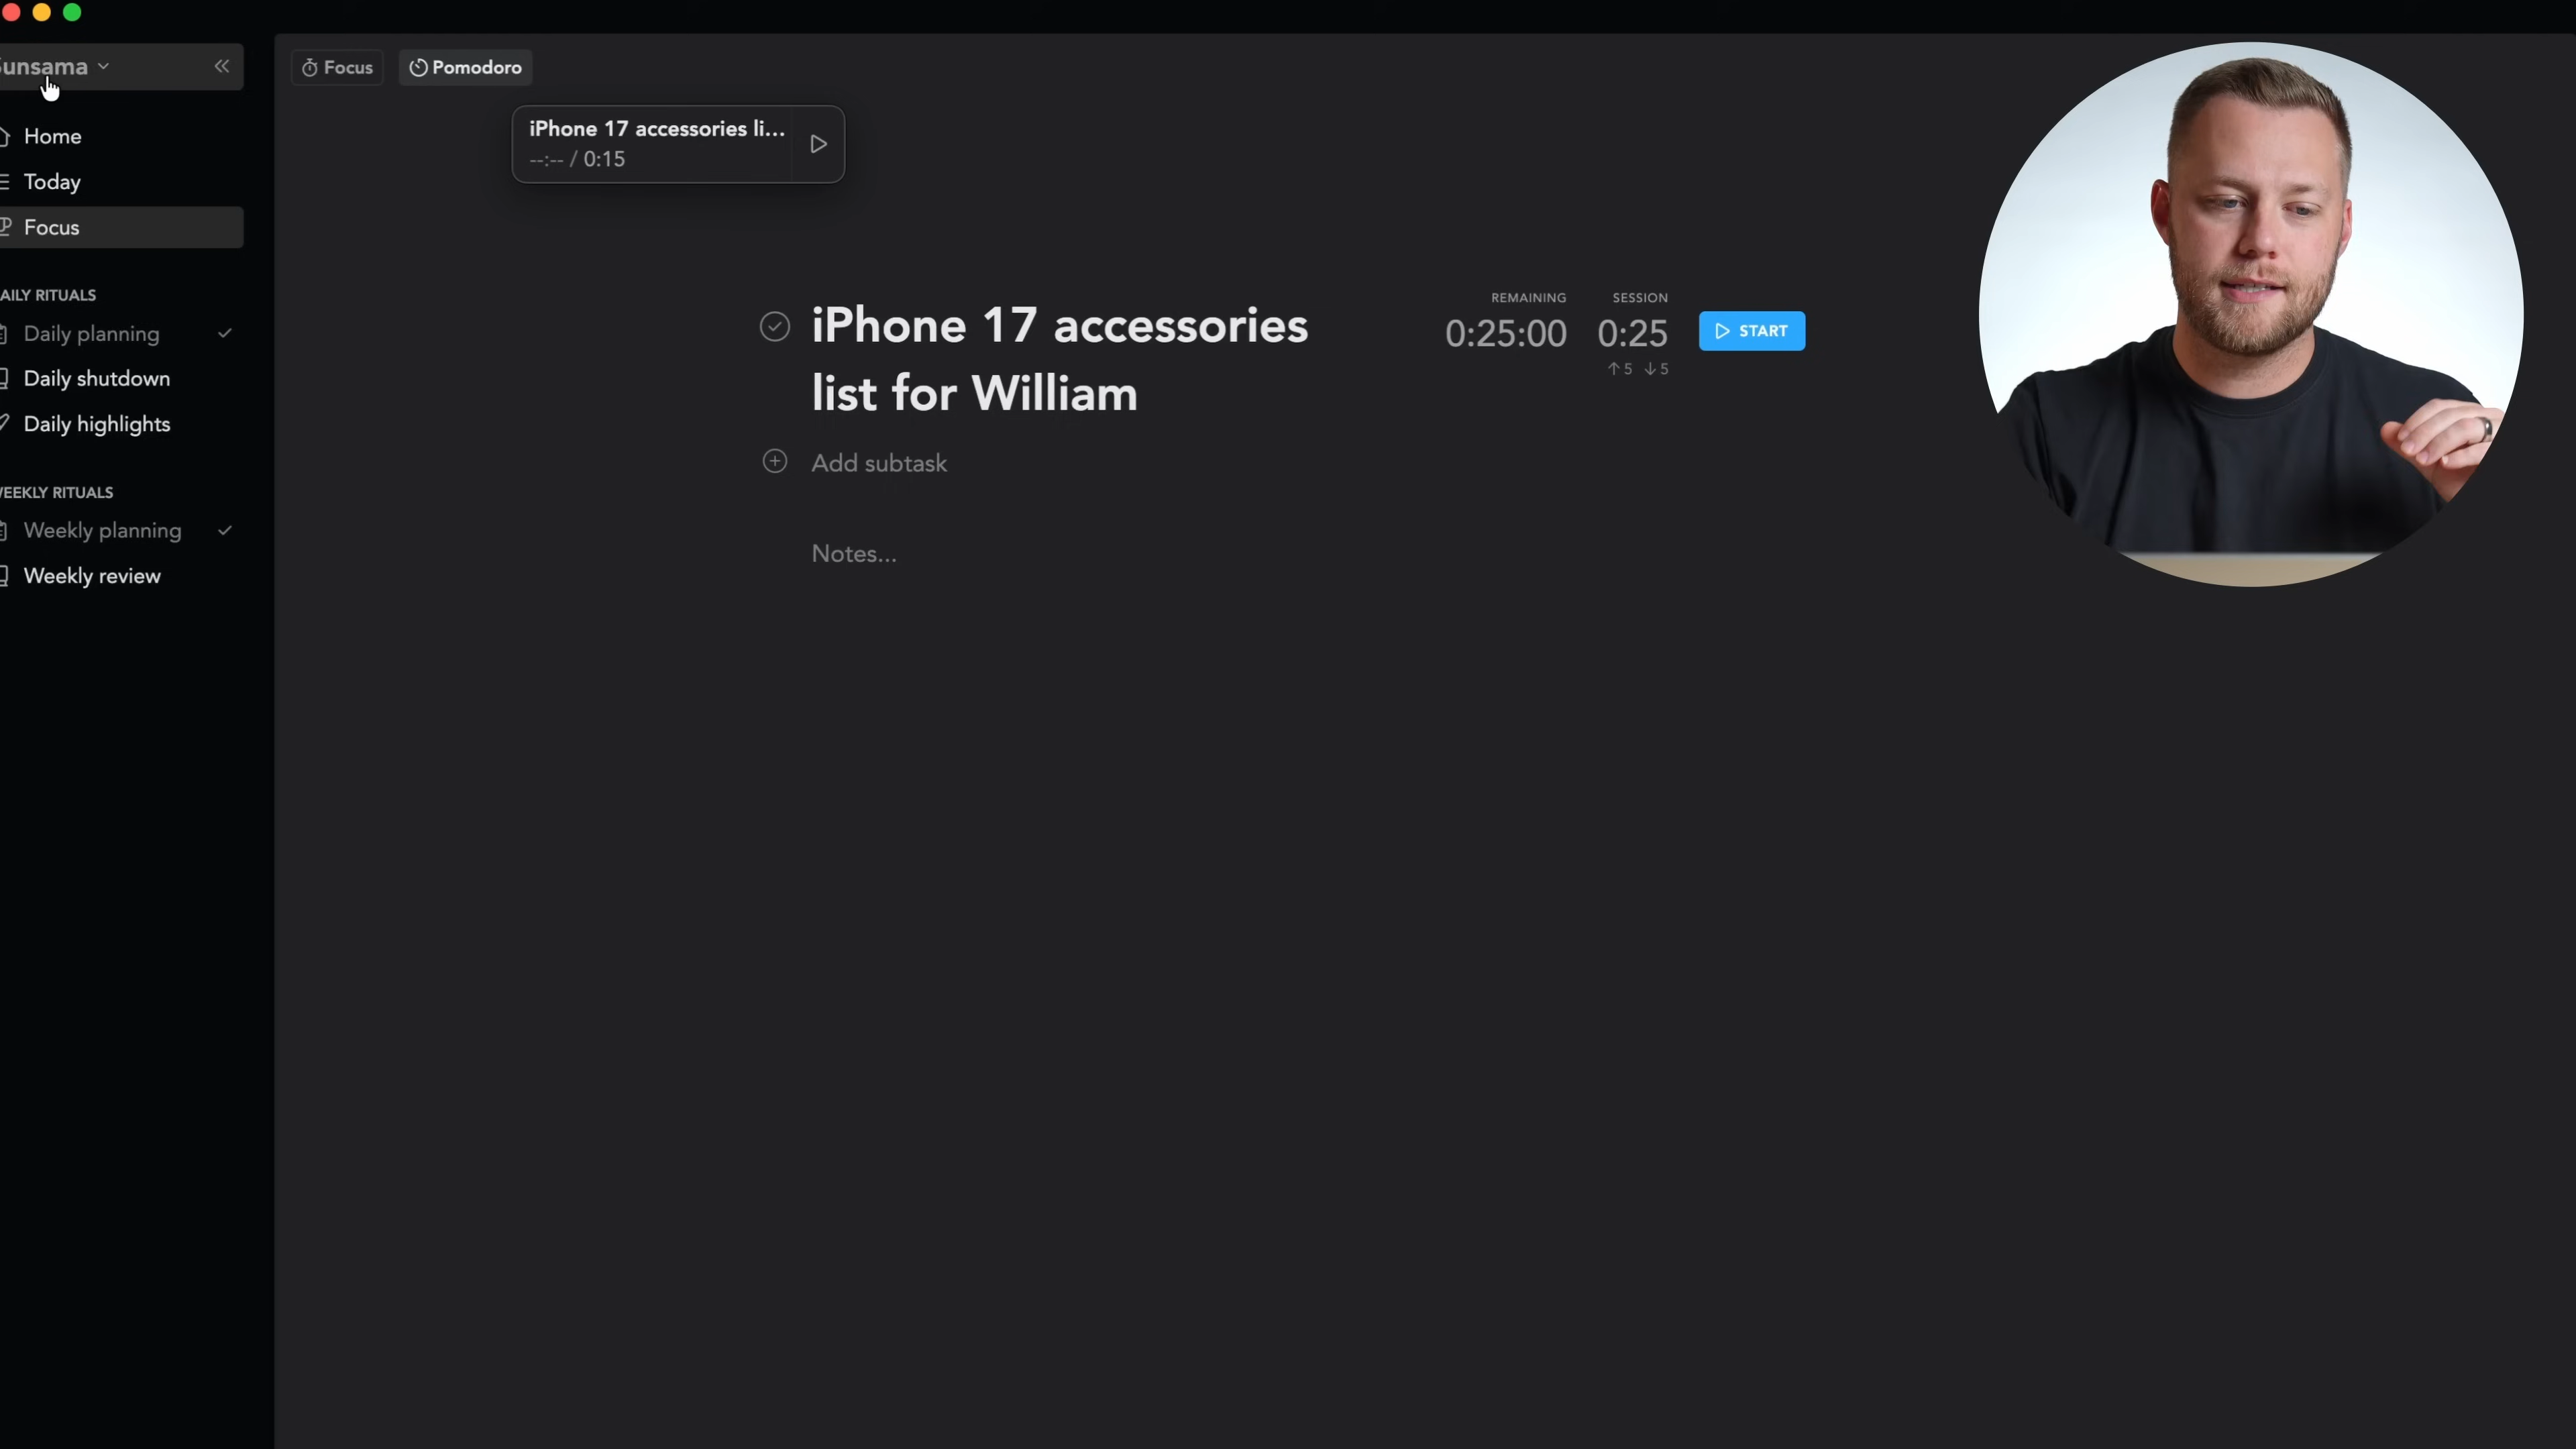 unsama
Home
Today
Focus
AILY RITUALS
Daily planning
Daily shutdown
Daily highlights
EEKLY RITUALS
Weekly planning
Weekly review
Focus
Pomodoro
iPhone 17 accessories li...
--:-- / 0:15
iPhone 17 accessories
list for William
Add subtask
Notes...
REMAINING
0:25:00
SESSION
0:25
↑5 ↓5
START